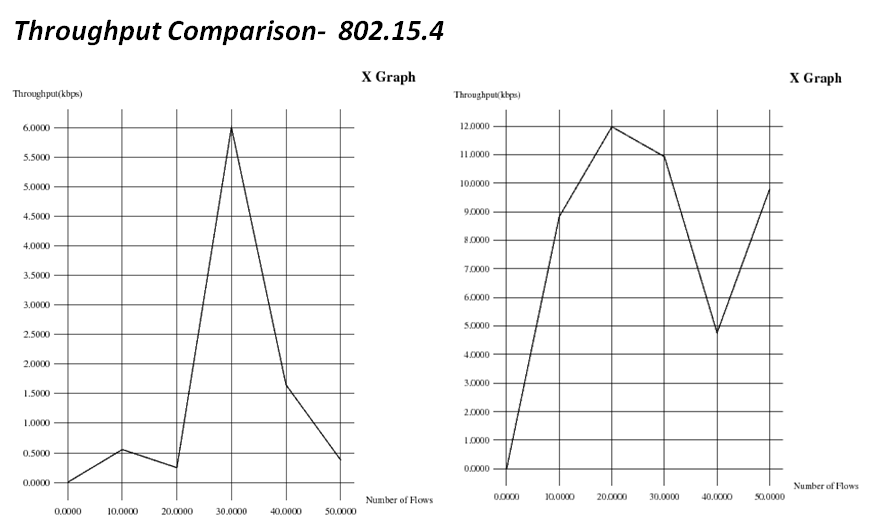 Throughput Comparison-  802.15.4
X Graph
Throughput(kbps)
6.0000
5.5000
5.0000
4.5000
4.0000
3.5000
3.0000
2.5000
2.0000
1.5000
1.0000
0.5000
0.0000
0.0000 10.0000 20.0000 30.0000 40.0000 50.0000
Number of Flows
X Graph
Throughput(kbps)
12.0000
11.0000
10.0000
9.0000
8.0000
7.0000
6.0000
5.0000
4.0000
3.0000
2.0000
1.0000
0.0000
0.0000 10.0000 20.0000 30.0000 40.0000 50.0000
Number of Flows